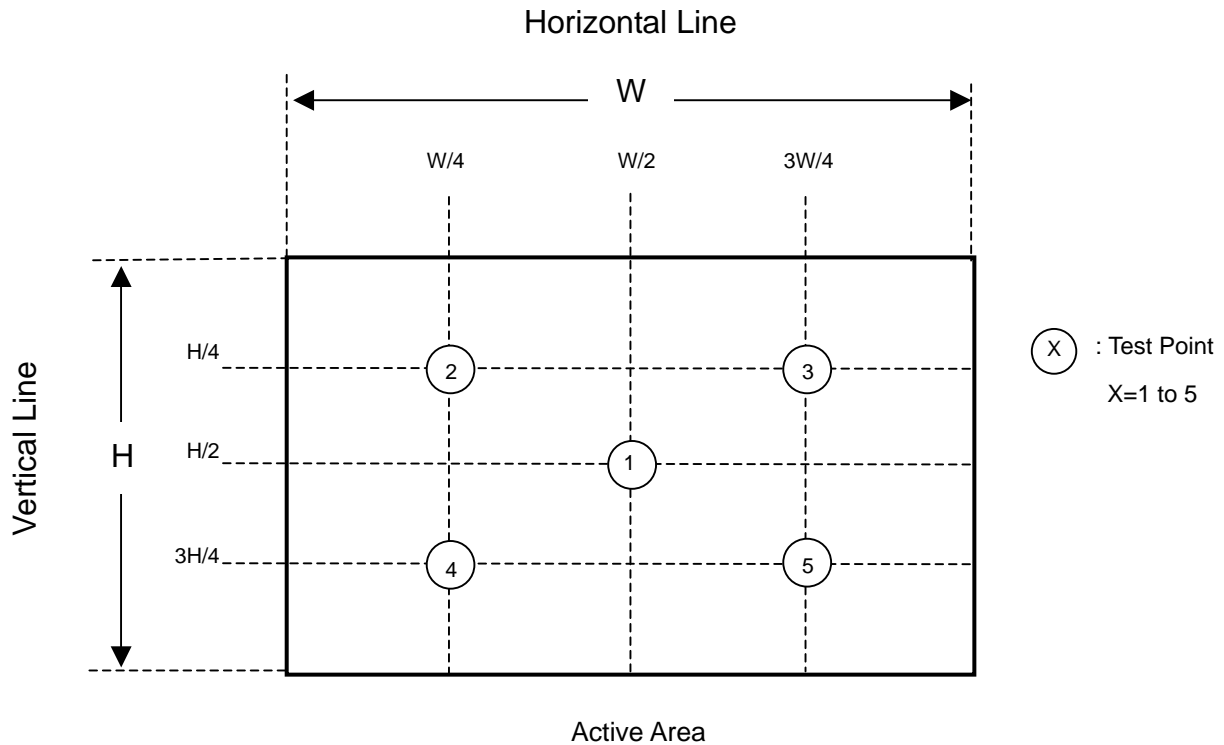 Horizontal Line
W
W/4 W/2 3W/4
H/4
2 3
X : Test Point
X=1 to 5
Vertical Line
H
H/2
1
3H/4
4 5
Active Area